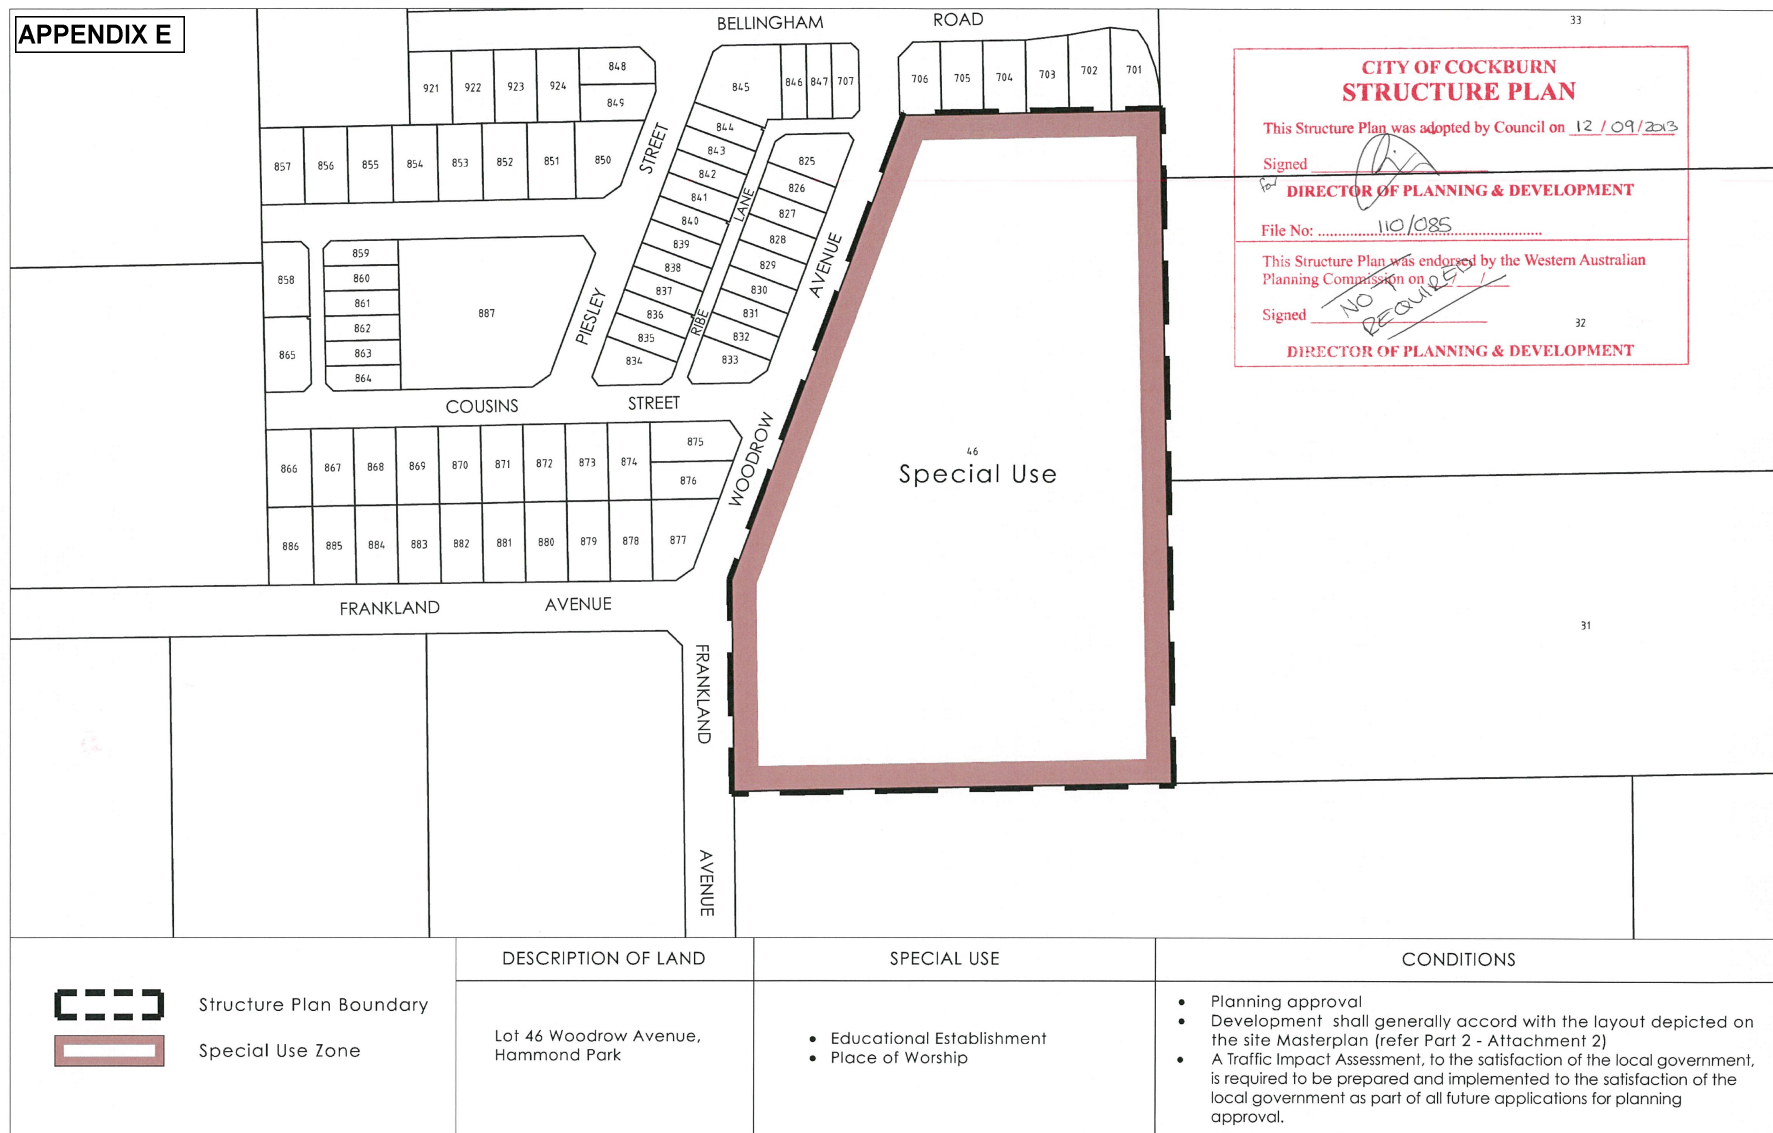 APPENDIX E
BELLINGHAM ROAD
33
921 922 923 924 848
849
845 846 847 707
706 705 704 703 702 701
857 856 855 854 853 852 851 850
STREET
844
843
842
841
840
839
838
837
836
835
834
LANE
RIBE
825
826
827
828
829
830
831
832
833
AVENUE
858
865
859
860
861
862
863
864
887
PIESLEY
COUSINS STREET
WOODROW
866 867 868 869 870 871 872 873 874 875
876
886 885 884 883 882 881 880 879 878 877
46
Special Use
FRANKLAND AVENUE
FRANKLAND
AVENUE
CITY OF COCKBURN
STRUCTURE PLAN
This Structure Plan was adopted by Council on 12 / 09 / 2013
Signed
for DIRECTOR OF PLANNING & DEVELOPMENT
File No: 110/085
This Structure Plan was endorsed by the Western Australian
Planning Commission on
NOT
REQUIRED
Signed
32
DIRECTOR OF PLANNING & DEVELOPMENT
31
Structure Plan Boundary
Special Use Zone
DESCRIPTION OF LAND
Lot 46 Woodrow Avenue,
Hammond Park
SPECIAL USE
• Educational Establishment
• Place of Worship
CONDITIONS
• Planning approval
• Development shall generally accord with the layout depicted on
the site Masterplan (refer Part 2 - Attachment 2)
• A Traffic Impact Assessment, to the satisfaction of the local government,
is required to be prepared and implemented to the satisfaction of the
local government as part of all future applications for planning
approval.